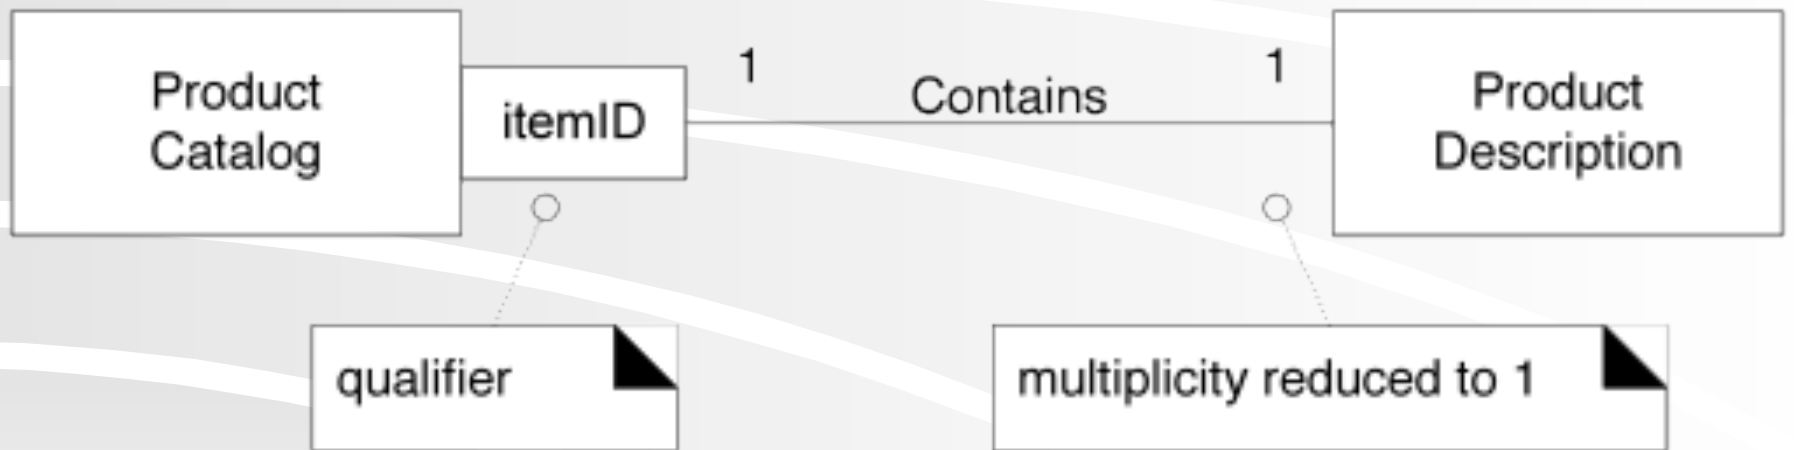 Product
Catalog
itemID
1
Contains
1
Product
Description
qualifier
multiplicity reduced to 1